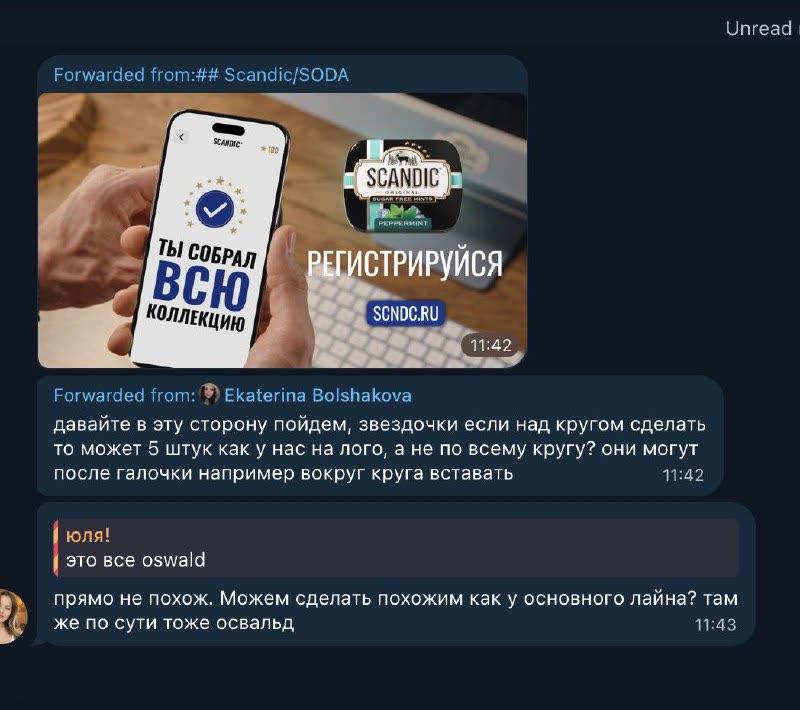 Unread
Forwarded from:## Scandic/SODA
SCANDIC
100
ТЫ СОБРАЛ
ВСЮ
КОЛЛЕКЦИЮ
SCANDIC
ORIGINAL
SUGAR FREE MINTS
PEPPERMINT
РЕГИСТРИРУЙСЯ
SCNDC.RU
11:42
Forwarded from: Ekaterina Bolshakova
давайте в эту сторону пойдем, звездочки если над кругом сделать
то может 5 штук как у нас на лого, а не по всему кругу? они могут
после галочки например вокруг круга вставать
11:42
юля!
это все oswald
прямо не похож. Можем сделать похожим как у основного лайна? там
же по сути тоже освальд
11:43